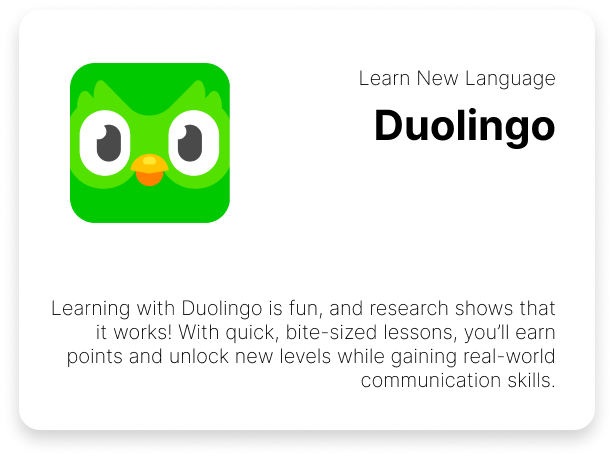 Learn New Language
Duolingo
Learning with Duolingo is fun, and research shows that
it works! With quick, bite-sized lessons, you’ll earn
points and unlock new levels while gaining real-world
communication skills.